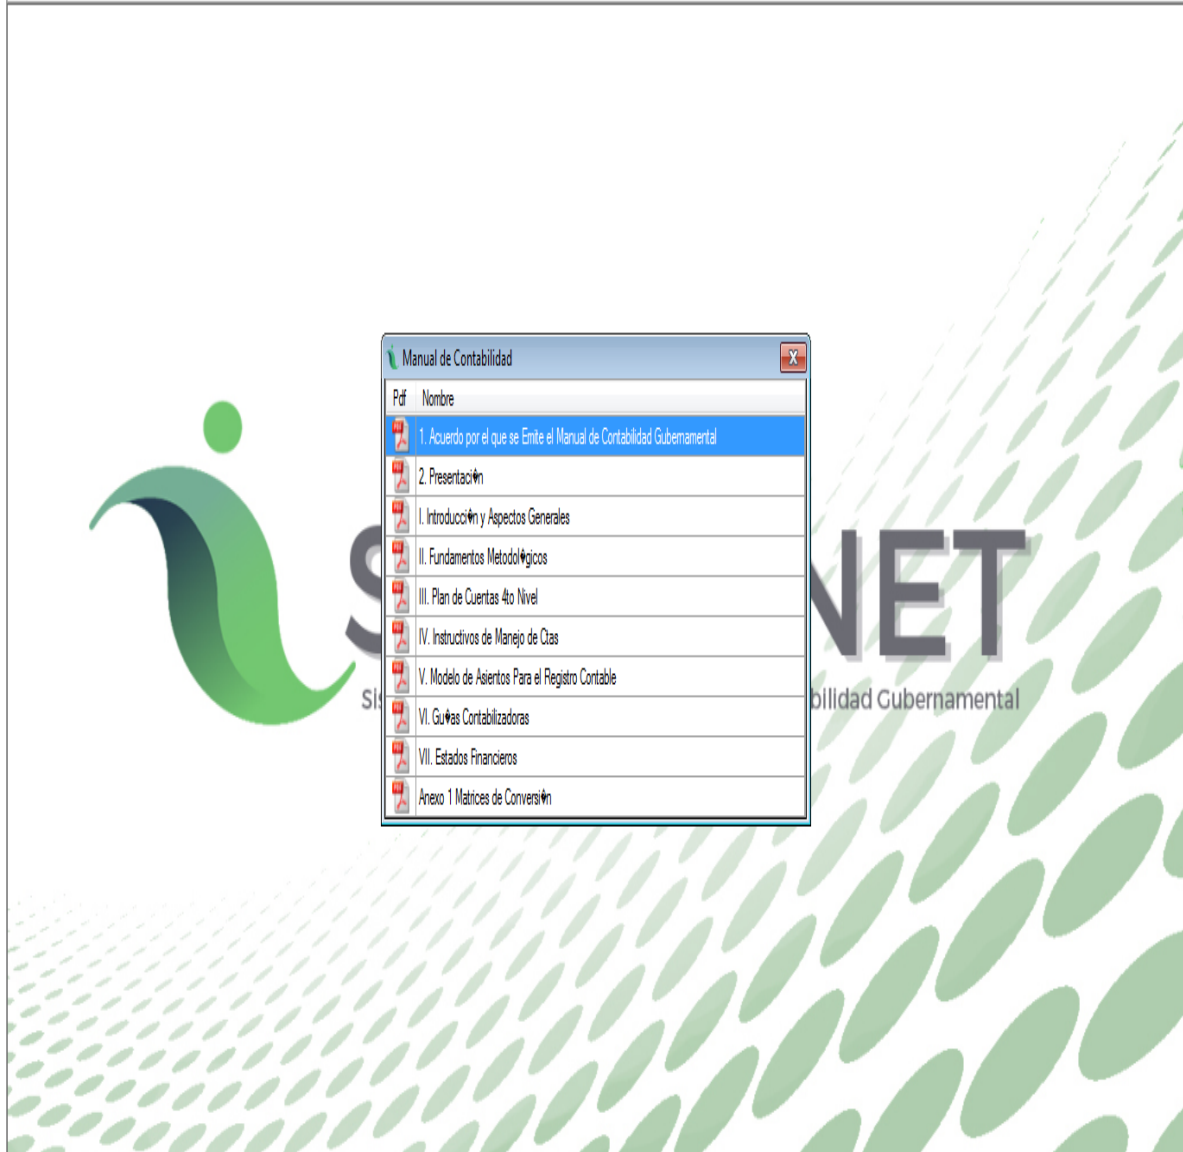 Manual de Contabilidad
Pdf Nombre
1. Acuerdo por el que se Emite el Manual de Contabilidad Gubernamental
2. Presentaci�n
I. Introducci�n y Aspectos Generales
II. Fundamentos Metodol�gicos
III. Plan de Cuentas 4to Nivel
IV. Instructivos de Manejo de Ctas
V. Modelo de Asientos Para el Registro Contable
VI. Gu�as Contabilizadoras
VII. Estados Financieros
Anexo 1 Matrices de Conversi�n
NET
Gubernamental